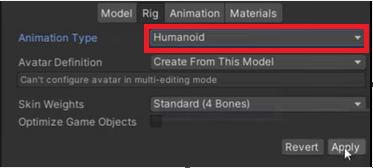 Model Rig Animation Materials
Animation Type Humanoid
Avatar Definition Create From This Model
Can't configure avatar in multi-editing mode
Skin Weights Standard (4 Bones)
Optimize Game Objects
Revert Apply